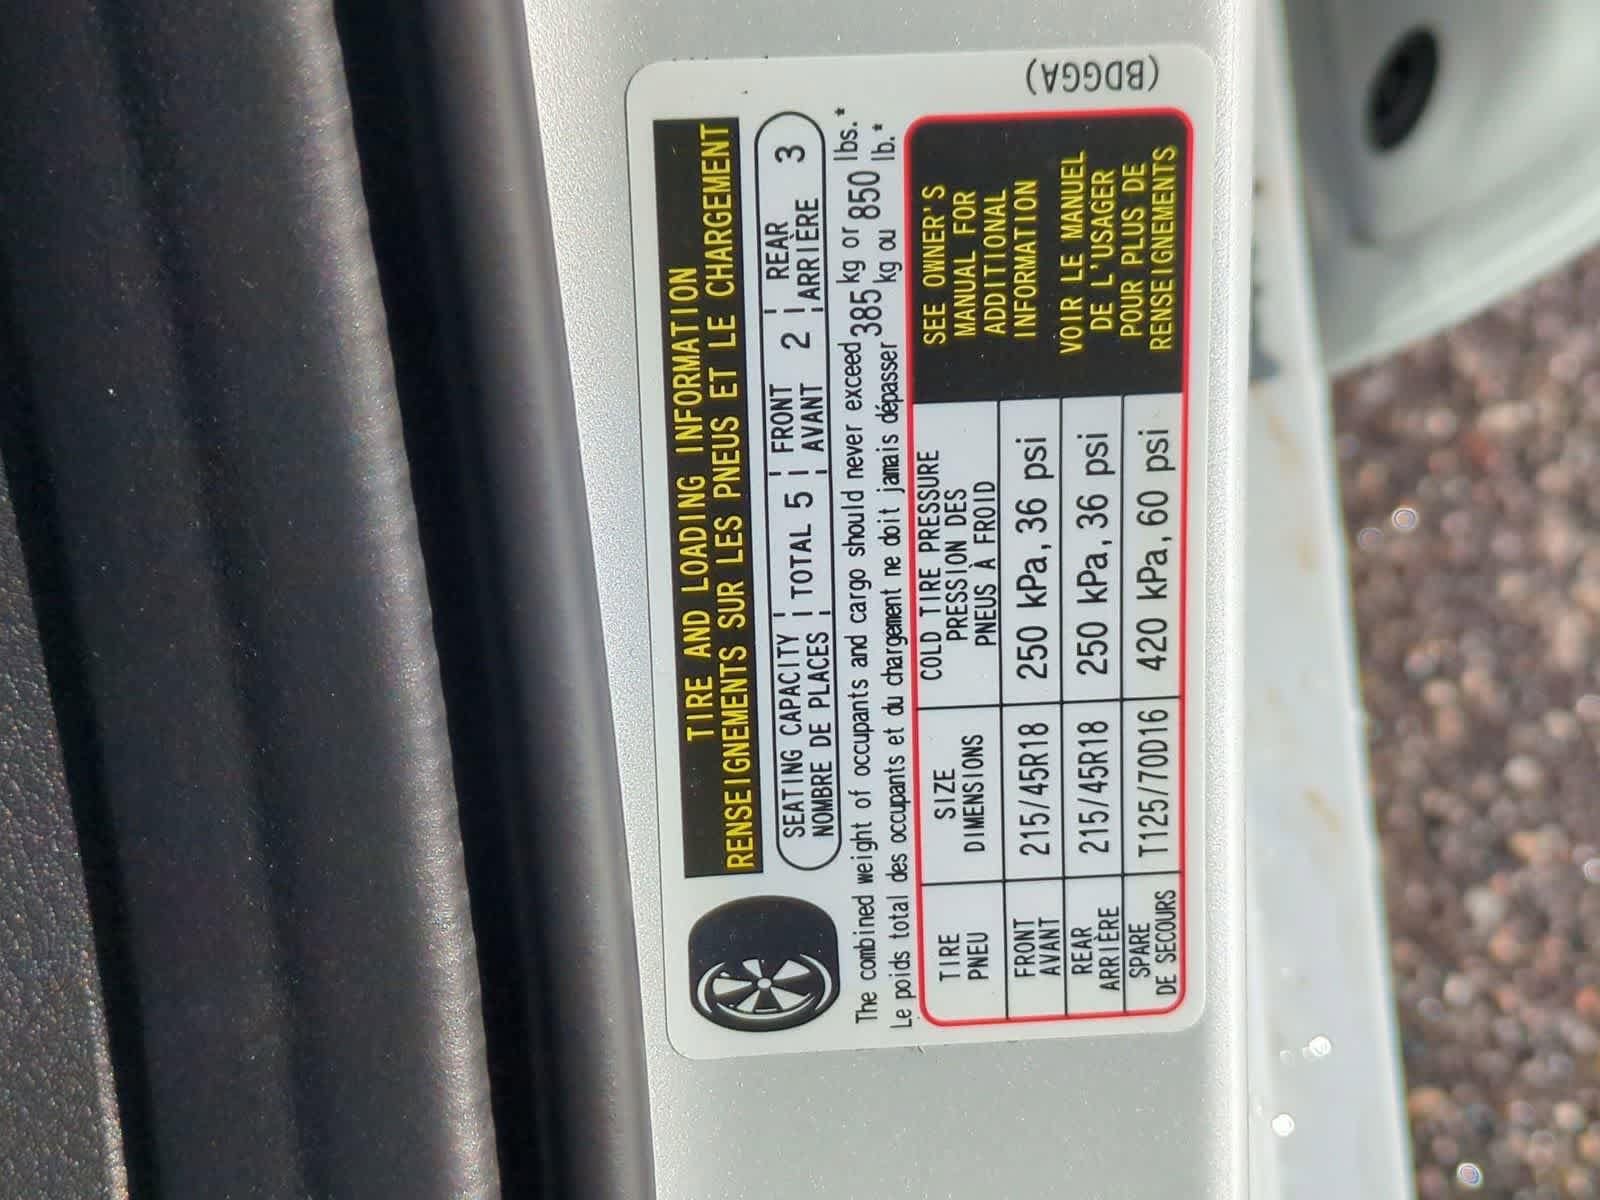 TIRE AND LOADING INFORMATION
RENSEIGNEMENTS SUR LES PNEUS ET LE CHARGEMENT
SEATING CAPACITY TOTAL 5 FRONT 2 REAR 3
NOMBRE DE PLACES AVANT ARRIÈRE
The combined weight of occupants and cargo should never exceed 385 kg or 850 lbs.*
Le poids total des occupants et du chargement ne doit jamais dépasser kg ou lb.*
TIRE SIZE COLD TIRE PRESSURE
PNEU DIMENSIONS PRESSION DES
PNEUS À FROID
FRONT 215/45R18 250 kPa, 36 psi
AVANT
REAR 215/45R18 250 kPa, 36 psi
ARRIÈRE
SPARE T125/70D16 420 kPa, 60 psi
DE SECOURS
SEE OWNER'S
MANUAL FOR
ADDITIONAL
INFORMATION
VOIR LE MANUEL
DE L'USAGER
POUR PLUS DE
RENSEIGNEMENTS
(BDGGA)